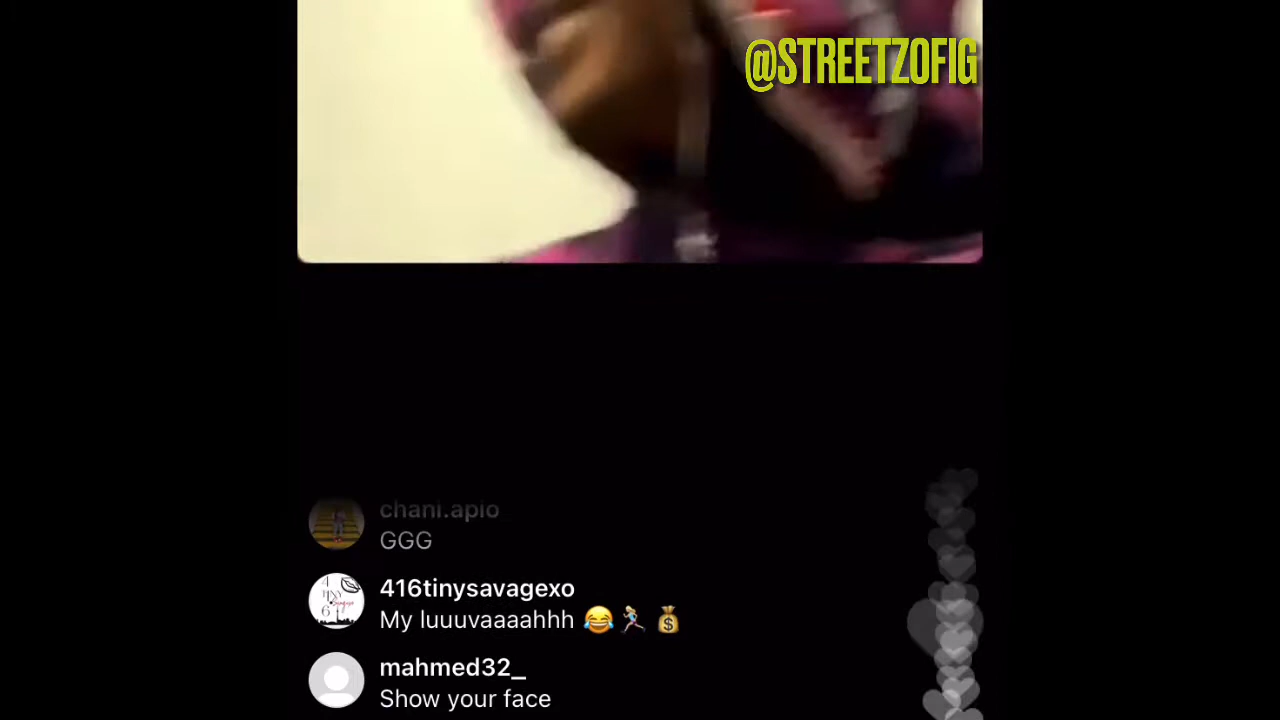 @STREETZOFIG
chani.apio
GGG
416tinysavagexo
My luuuvaaaahhh 😂🏃🏼‍♀️💰
mahmed32_
Show your face